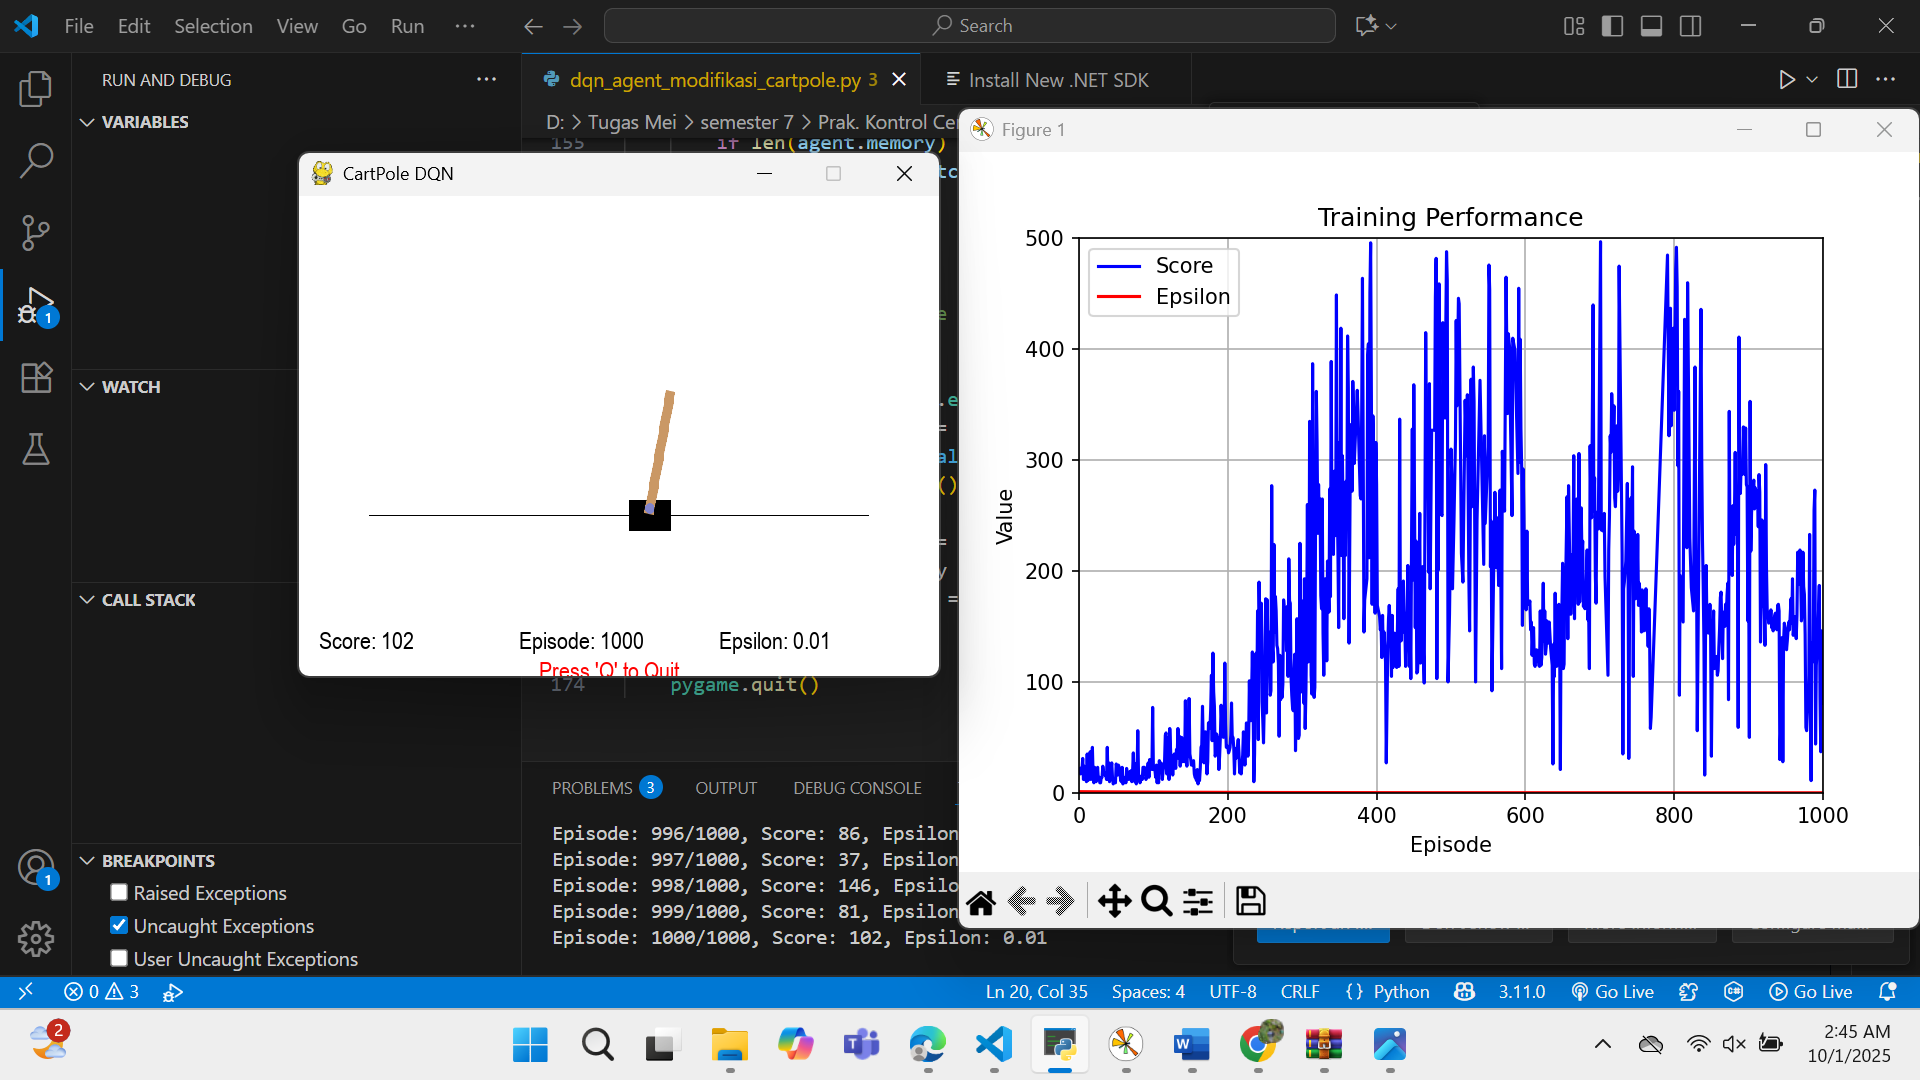 File Edit Selection View Go Run ···
Search
RUN AND DEBUG
dqn_agent_modifikasi_cartpole.py 3
Install New .NET SDK
VARIABLES
D: > Tugas Mei > semester 7 > Prak. Kontrol Cer
155 if len(agent.memory)
Figure 1
CartPole DQN
tc
Training Performance
Score
Epsilon
500
400
300
200
100
0
0 200 400 600 800 1000
Value
Episode
e
.e
=
al
()
=
y
=
WATCH
CALL STACK
Score: 102 Episode: 1000 Epsilon: 0.01
Press 'Q' to Quit
174 pygame.quit()
PROBLEMS 3 OUTPUT DEBUG CONSOLE
Episode: 996/1000, Score: 86, Epsilon
Episode: 997/1000, Score: 37, Epsilon
Episode: 998/1000, Score: 146, Epsilo
Episode: 999/1000, Score: 81, Epsilon
Episode: 1000/1000, Score: 102, Epsilon: 0.01
BREAKPOINTS
Raised Exceptions
Uncaught Exceptions
User Uncaught Exceptions
1
1
0 3
Ln 20, Col 35 Spaces: 4 UTF-8 CRLF {} Python 3.11.0 Go Live Go Live
2
2:45 AM
10/1/2025